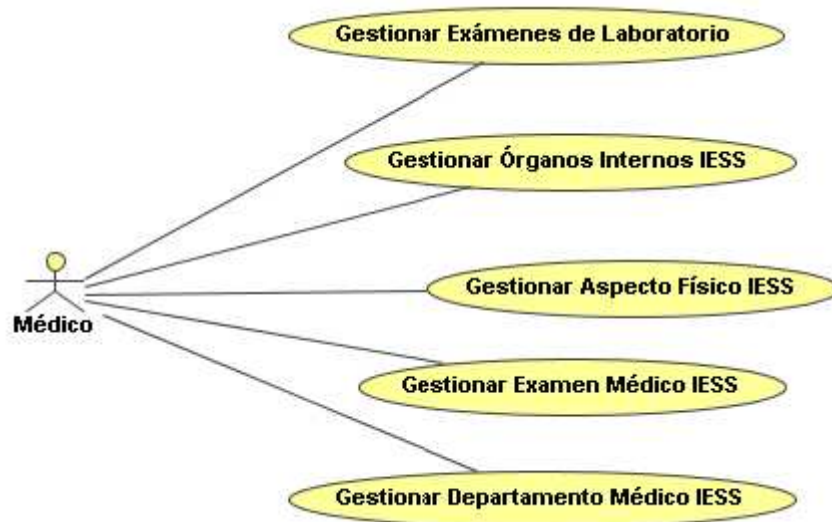 Gestionar Exámenes de Laboratorio
Gestionar Órganos Internos IESS
Gestionar Aspecto Físico IESS
Médico
Gestionar Examen Médico IESS
Gestionar Departamento Médico IESS